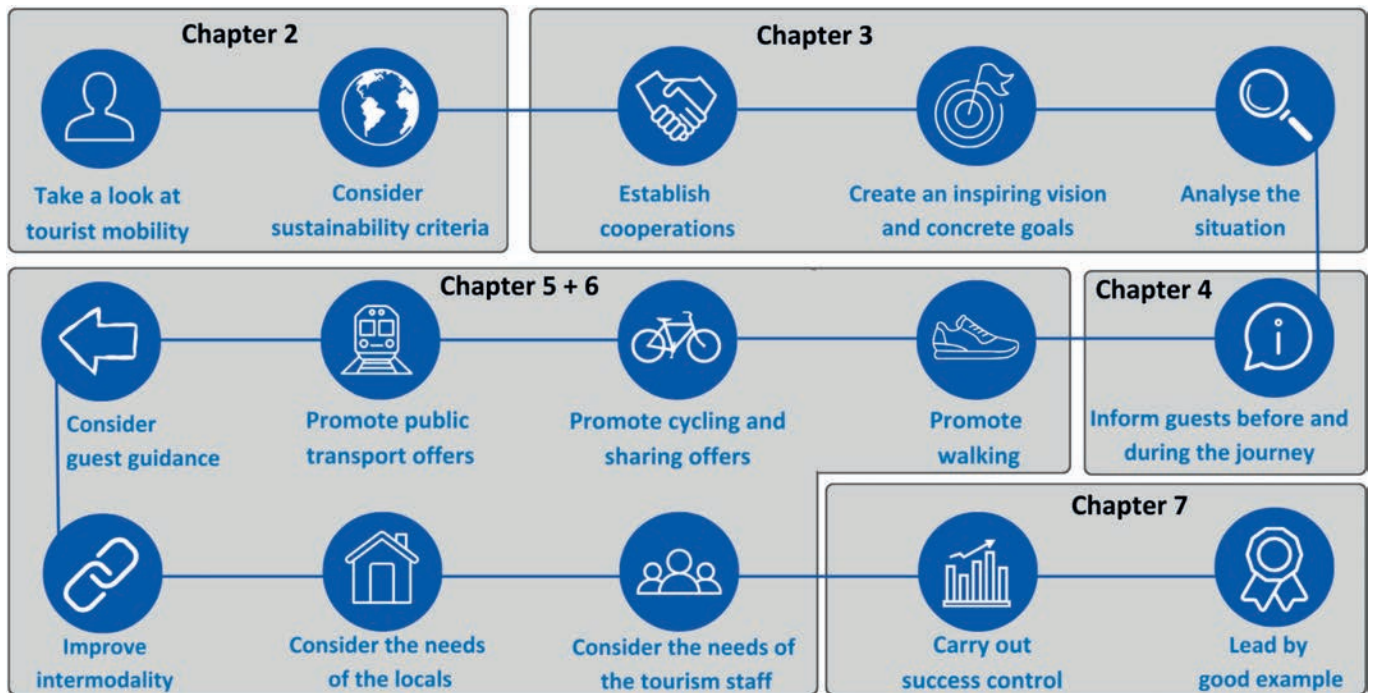 Chapter 2
Take a look at
tourist mobility
Consider
sustainability criteria
Chapter 3
Establish
cooperations
Create an inspiring vision
and concrete goals
Analyse the
situation
Chapter 4
i
Inform guests before and
during the journey
Chapter 5 + 6
Promote
walking
Promote cycling and
sharing offers
Promote public
transport offers
Consider
guest guidance
Improve
intermodality
Consider the needs
of the locals
Consider the needs of
the tourism staff
Chapter 7
Carry out
success control
Lead by
good example